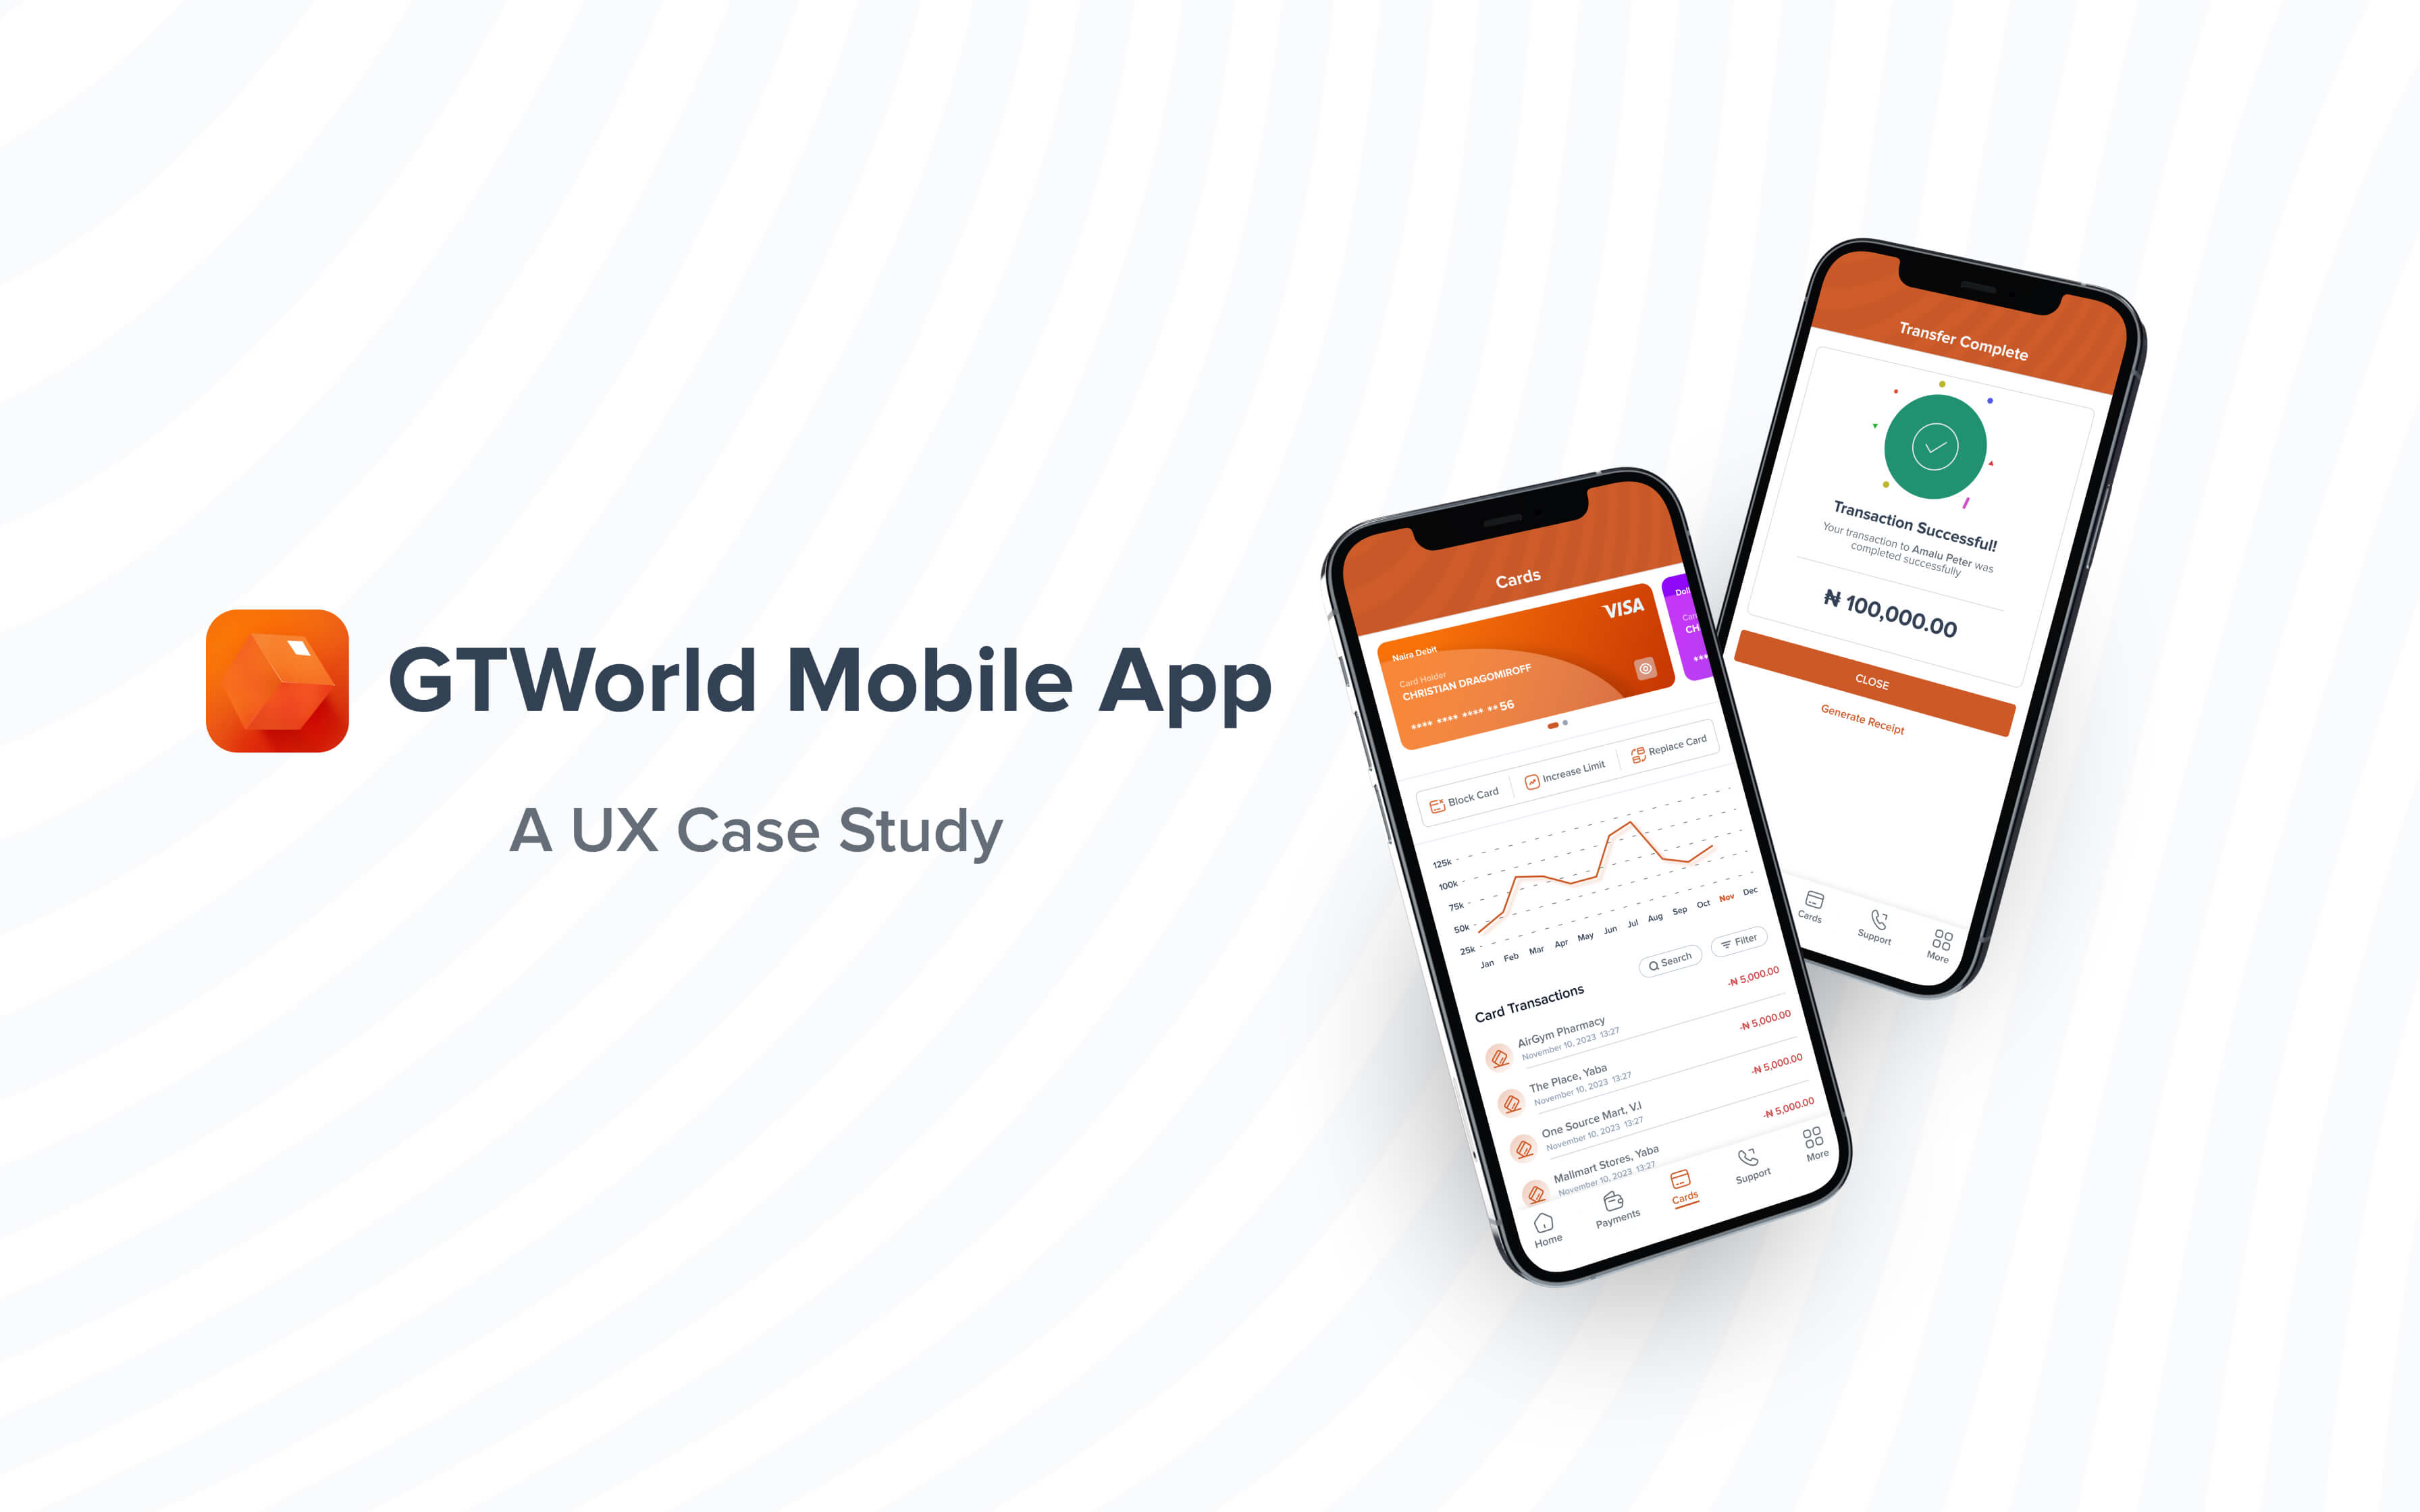 GTWorld Mobile App
A UX Case Study
Cards
Naira Debit
VISA
Card Holder
CHRISTIAN DRAGOMIROFF
**** **** **** **56
Doll
Car
CH
***
Block Card
Increase Limit
Replace Card
125k
100k
75k
50k
25k
Jan Feb Mar Apr May Jun Jul Aug Sep Oct Nov Dec
Search
Filter
Card Transactions
AirGym Pharmacy
November 10, 2023 13:27
-₦ 5,000.00
The Place, Yaba
November 10, 2023 13:27
-₦ 5,000.00
One Source Mart, V.I
November 10, 2023 13:27
-₦ 5,000.00
Mallmart Stores, Yaba
November 10, 2023 13:27
-₦ 5,000.00
Home
Payments
Cards
Support
More
Transfer Complete
Transaction Successful!
Your transaction to Amalu Peter was
completed successfully
₦ 100,000.00
CLOSE
Generate Receipt
Cards
Support
More